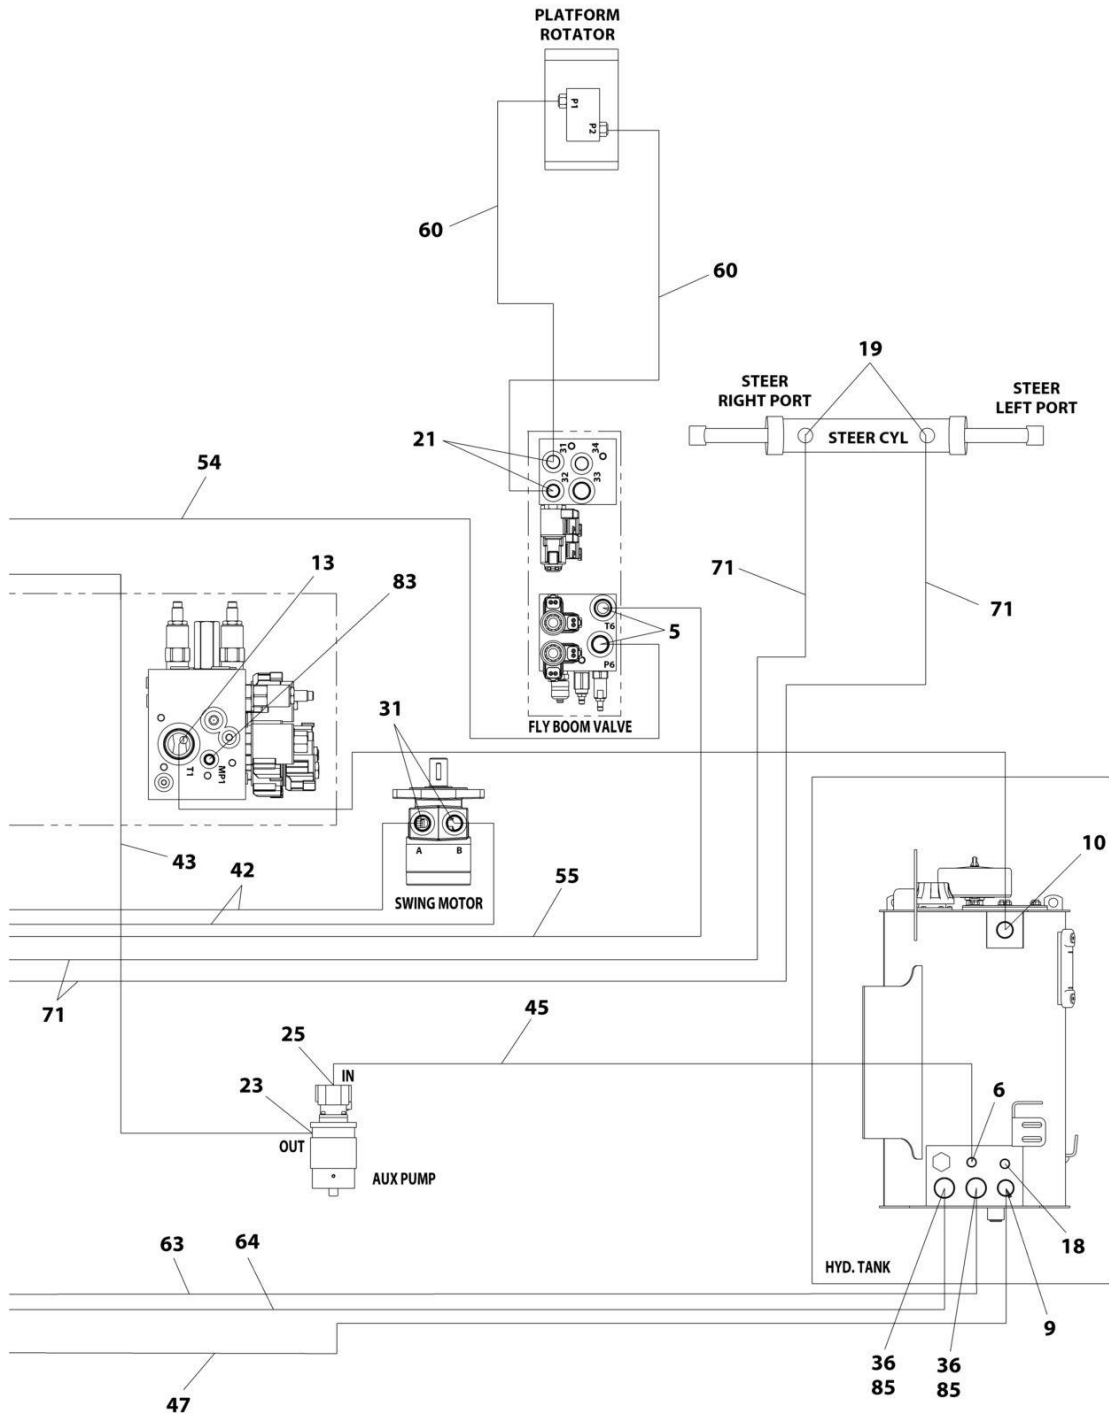 PLATFORM
ROTATOR
P1
P2
60
60
19
STEER
RIGHT PORT
STEER
LEFT PORT
STEER CYL
21
31
34
32
33
54
13
83
71
71
5
T6
P6
31
FLY BOOM VALVE
T1
MP1
A
B
43
42
SWING MOTOR
55
10
71
45
25
IN
23
OUT
AUX PUMP
6
18
HYD. TANK
63
64
9
47
36
85
36
85